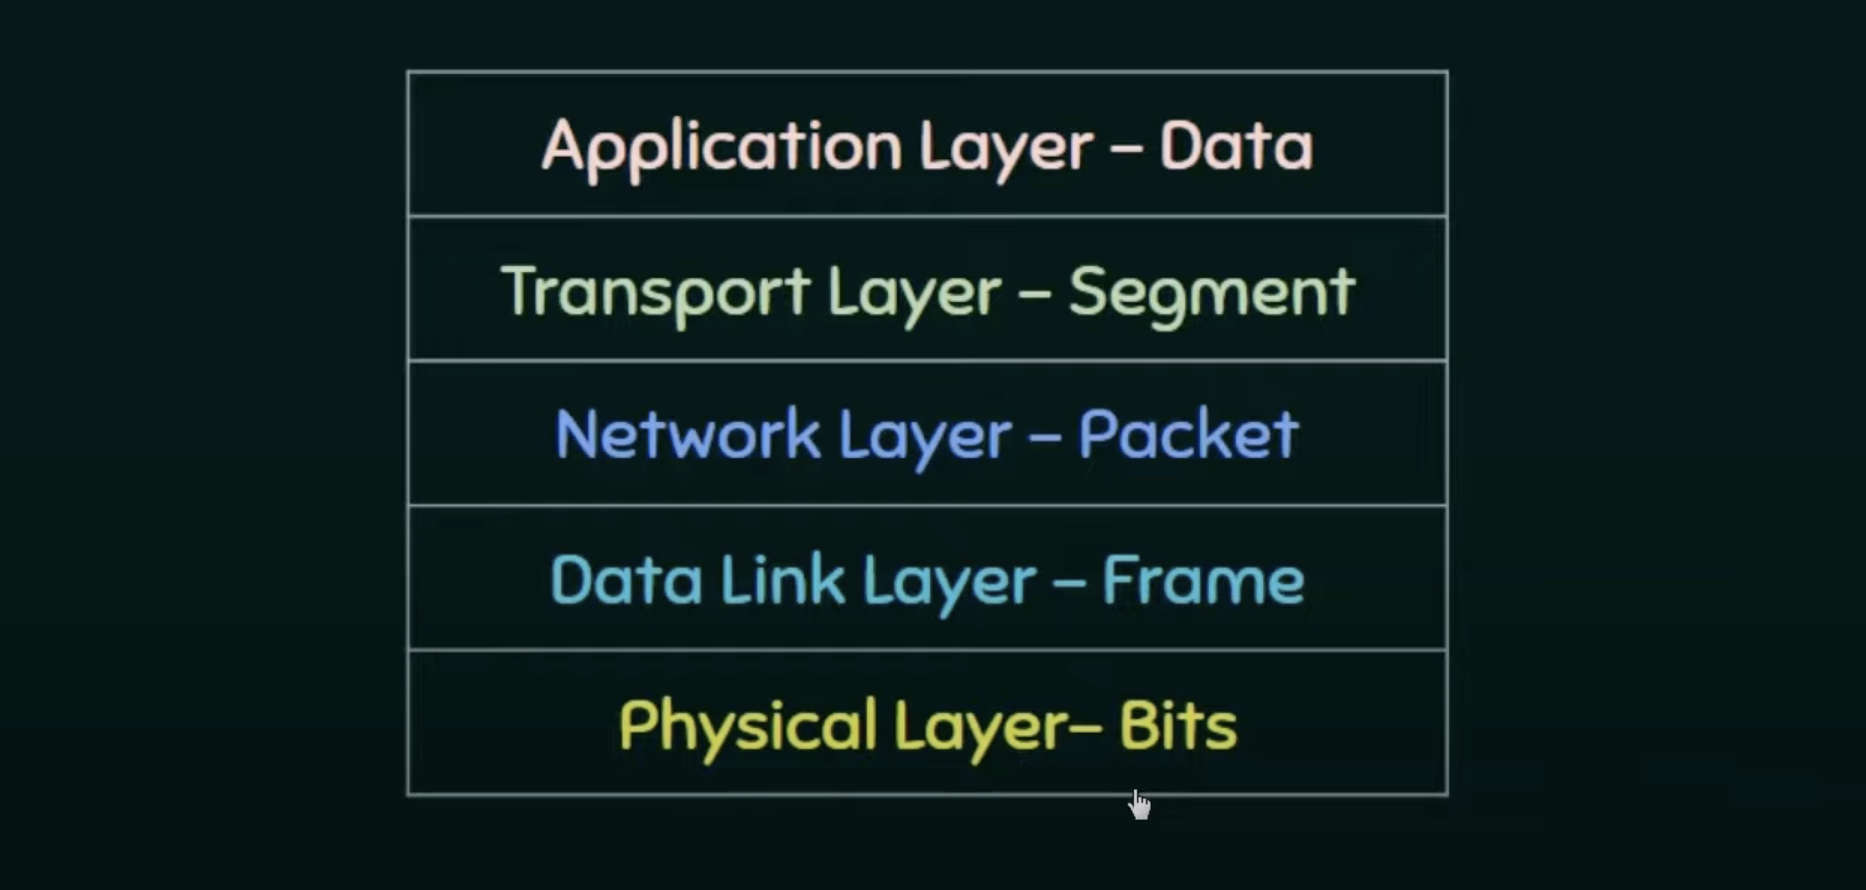 Application Layer – Data
Transport Layer – Segment
Network Layer – Packet
Data Link Layer – Frame
Physical Layer– Bits